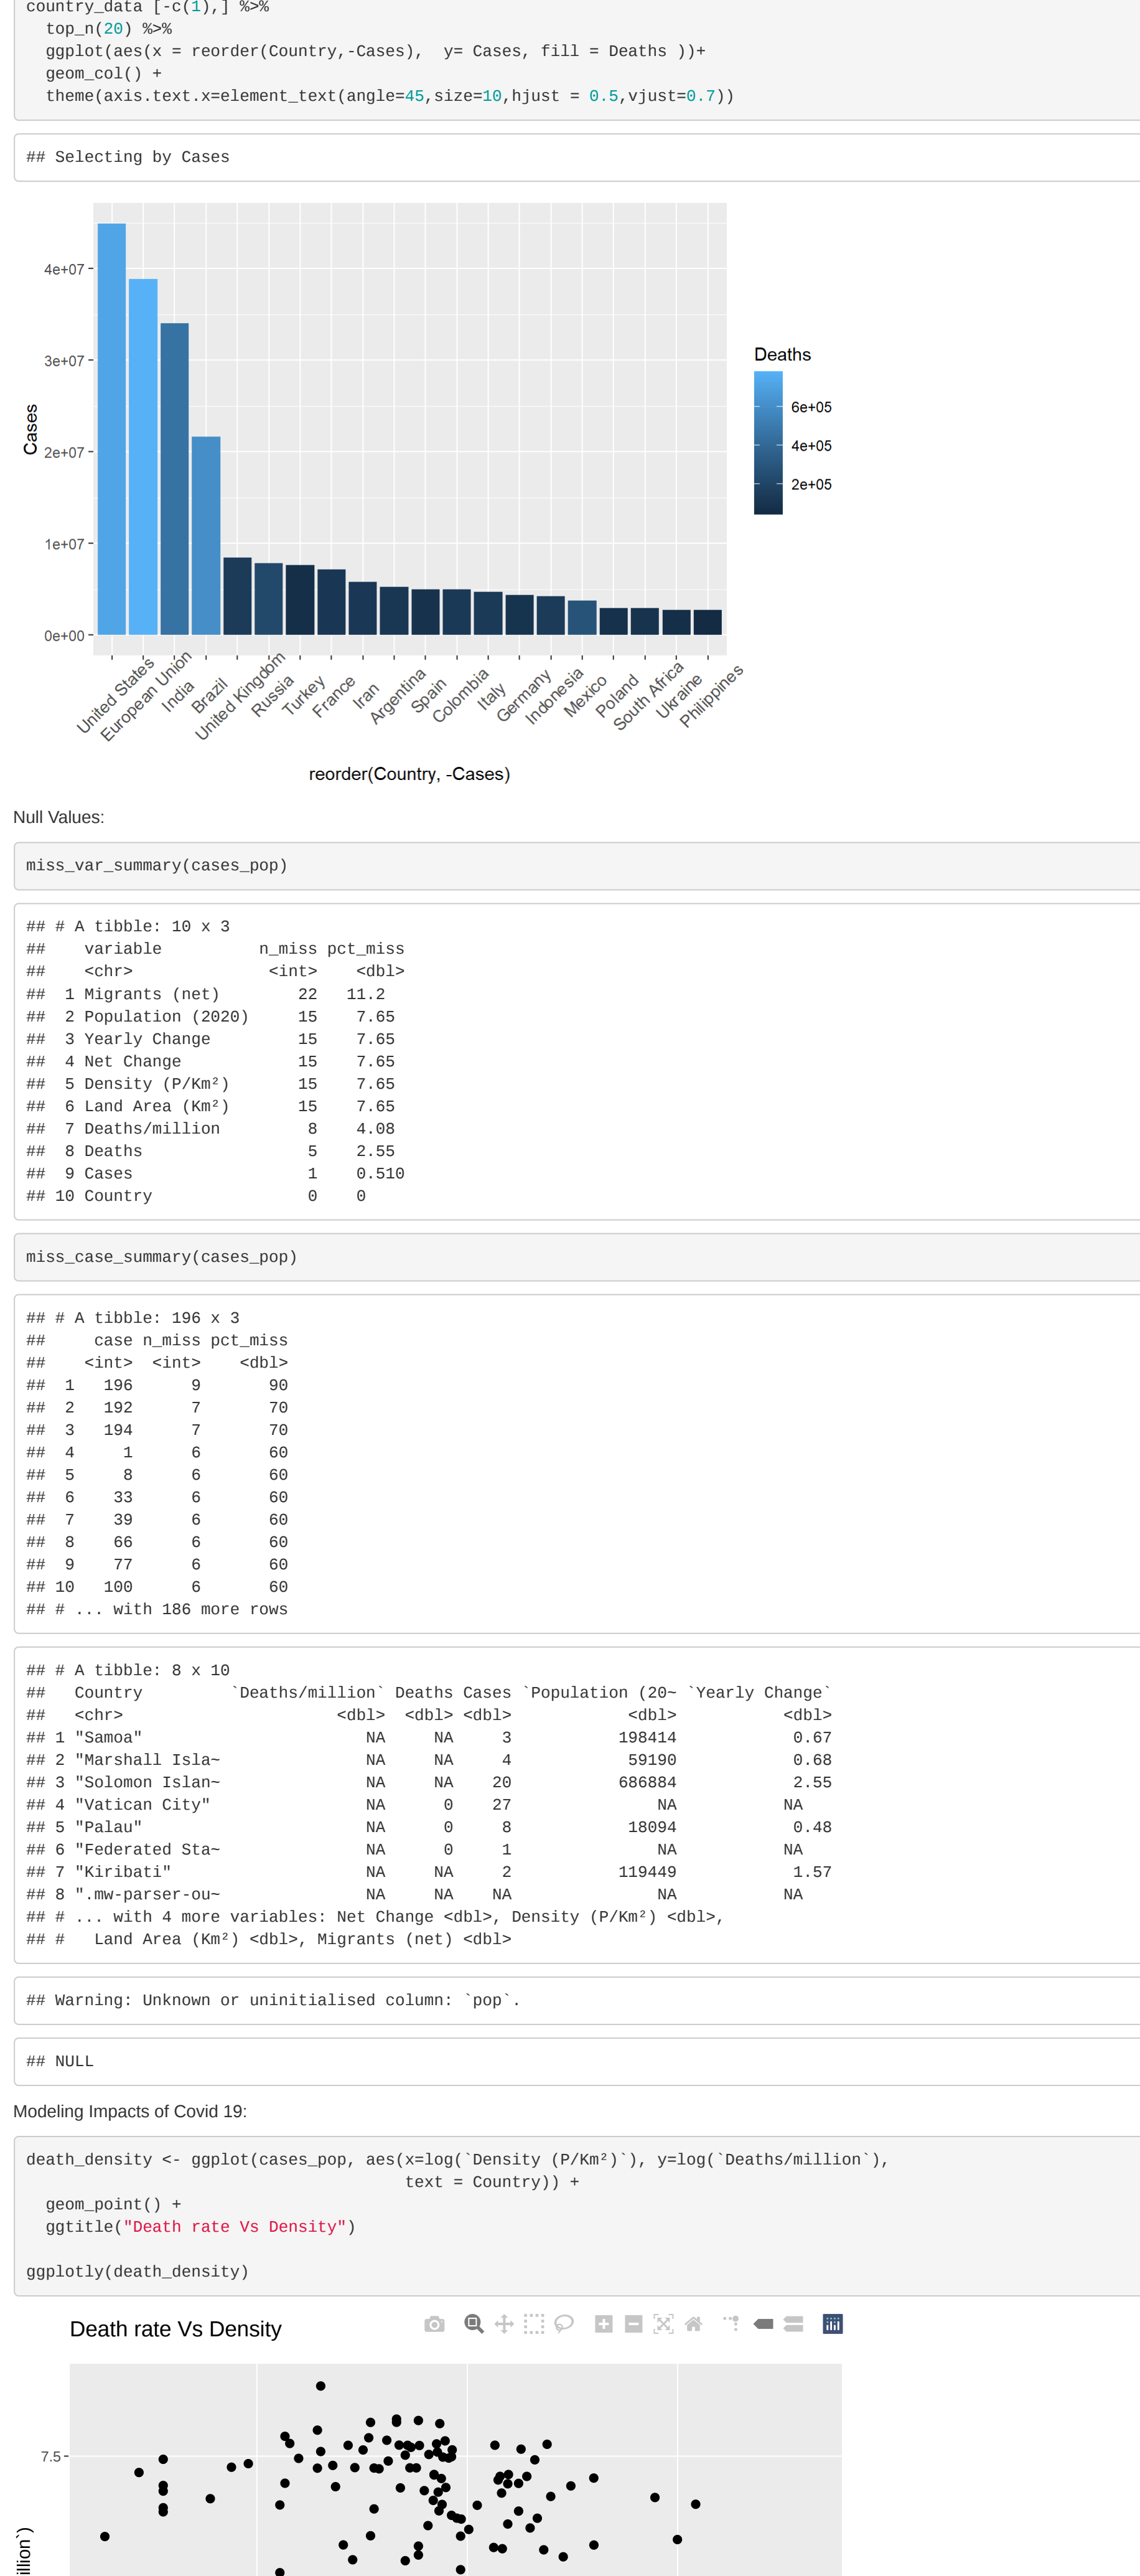 country_data [-c(1),] %>%
  top_n(20) %>%
  ggplot(aes(x = reorder(Country,-Cases),  y= Cases, fill = Deaths ))+
  geom_col() +
  theme(axis.text.x=element_text(angle=45,size=10,hjust = 0.5,vjust=0.7))
## Selecting by Cases
4e+07
3e+07
2e+07
1e+07
0e+00
Cases
Deaths
6e+05
4e+05
2e+05
United States
European Union
India
Brazil
United Kingdom
Russia
Turkey
France
Iran
Argentina
Spain
Colombia
Italy
Germany
Indonesia
Mexico
Poland
South Africa
Ukraine
Philippines
reorder(Country, -Cases)
Null Values:
miss_var_summary(cases_pop)
## # A tibble: 10 x 3
##    variable          n_miss pct_miss
##    <chr>              <int>    <dbl>
##  1 Migrants (net)        22   11.2
##  2 Population (2020)     15    7.65
##  3 Yearly Change         15    7.65
##  4 Net Change            15    7.65
##  5 Density (P/Km²)       15    7.65
##  6 Land Area (Km²)       15    7.65
##  7 Deaths/million         8    4.08
##  8 Deaths                 5    2.55
##  9 Cases                  1    0.510
## 10 Country                0    0
miss_case_summary(cases_pop)
## # A tibble: 196 x 3
##     case n_miss pct_miss
##    <int>  <int>    <dbl>
##  1   196      9       90
##  2   192      7       70
##  3   194      7       70
##  4     1      6       60
##  5     8      6       60
##  6    33      6       60
##  7    39      6       60
##  8    66      6       60
##  9    77      6       60
## 10   100      6       60
## # ... with 186 more rows
## # A tibble: 8 x 10
##   Country         `Deaths/million` Deaths Cases `Population (20~ `Yearly Change`
##   <chr>                      <dbl>  <dbl> <dbl>            <dbl>           <dbl>
## 1 "Samoa"                       NA     NA     3           198414            0.67
## 2 "Marshall Isla~               NA     NA     4            59190            0.68
## 3 "Solomon Islan~               NA     NA    20           686884            2.55
## 4 "Vatican City"                NA      0    27               NA           NA
## 5 "Palau"                       NA      0     8            18094            0.48
## 6 "Federated Sta~               NA      0     1               NA           NA
## 7 "Kiribati"                    NA     NA     2           119449            1.57
## 8 ".mw-parser-ou~               NA     NA    NA               NA           NA
## # ... with 4 more variables: Net Change <dbl>, Density (P/Km²) <dbl>,
## #   Land Area (Km²) <dbl>, Migrants (net) <dbl>
## Warning: Unknown or uninitialised column: `pop`.
## NULL
Modeling Impacts of Covid 19:
death_density <- ggplot(cases_pop, aes(x=log(`Density (P/Km²)`), y=log(`Deaths/million`),
                                       text = Country)) +
  geom_point() +
  ggtitle("Death rate Vs Density")
ggplotly(death_density)
Death rate Vs Density
7.5
illion`)